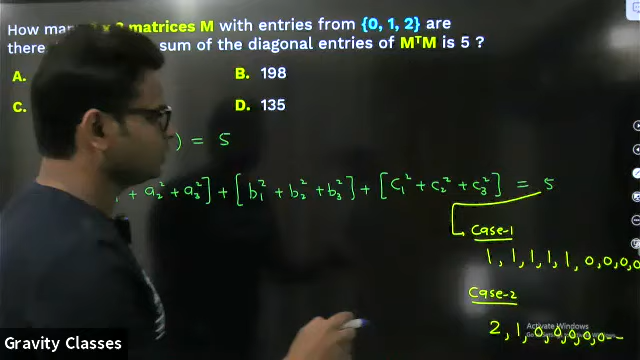 How man 3 matrices M with entries from {0, 1, 2} are
there sum of the diagonal entries of MᵀM is 5 ?
A. B. 198
C. D. 135
) = 5
+ a₂² + a₃²] + [b₁² + b₂² + b₃²] + [c₁² + c₂² + c₃²] = 5
Case-1
1, 1, 1, 1, 1, 0, 0, 0, 0
Case-2
2, 1, 0, 0, 0, 0, 0--
Activate Windows
Gravity Classes